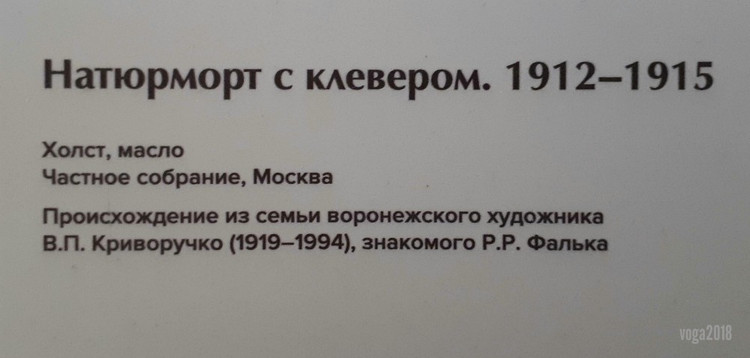 Натюрморт с клевером. 1912–1915
Холст, масло
Частное собрание, Москва
Происхождение из семьи воронежского художника
В.П. Криворучко (1919–1994), знакомого Р.Р. Фалька
voga2018